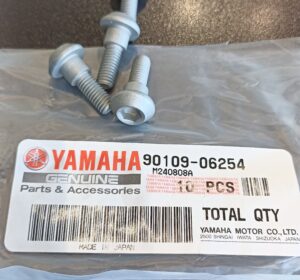 YAMAHA 90109-06254
GENUINE M240808A
Parts & Accessories 10 PCS
TOTAL QTY
YAMAHA MOTOR CO., LTD.
2500 SHINGAI IWATA SHIZUOKA JAPAN
MADE IN JAPAN